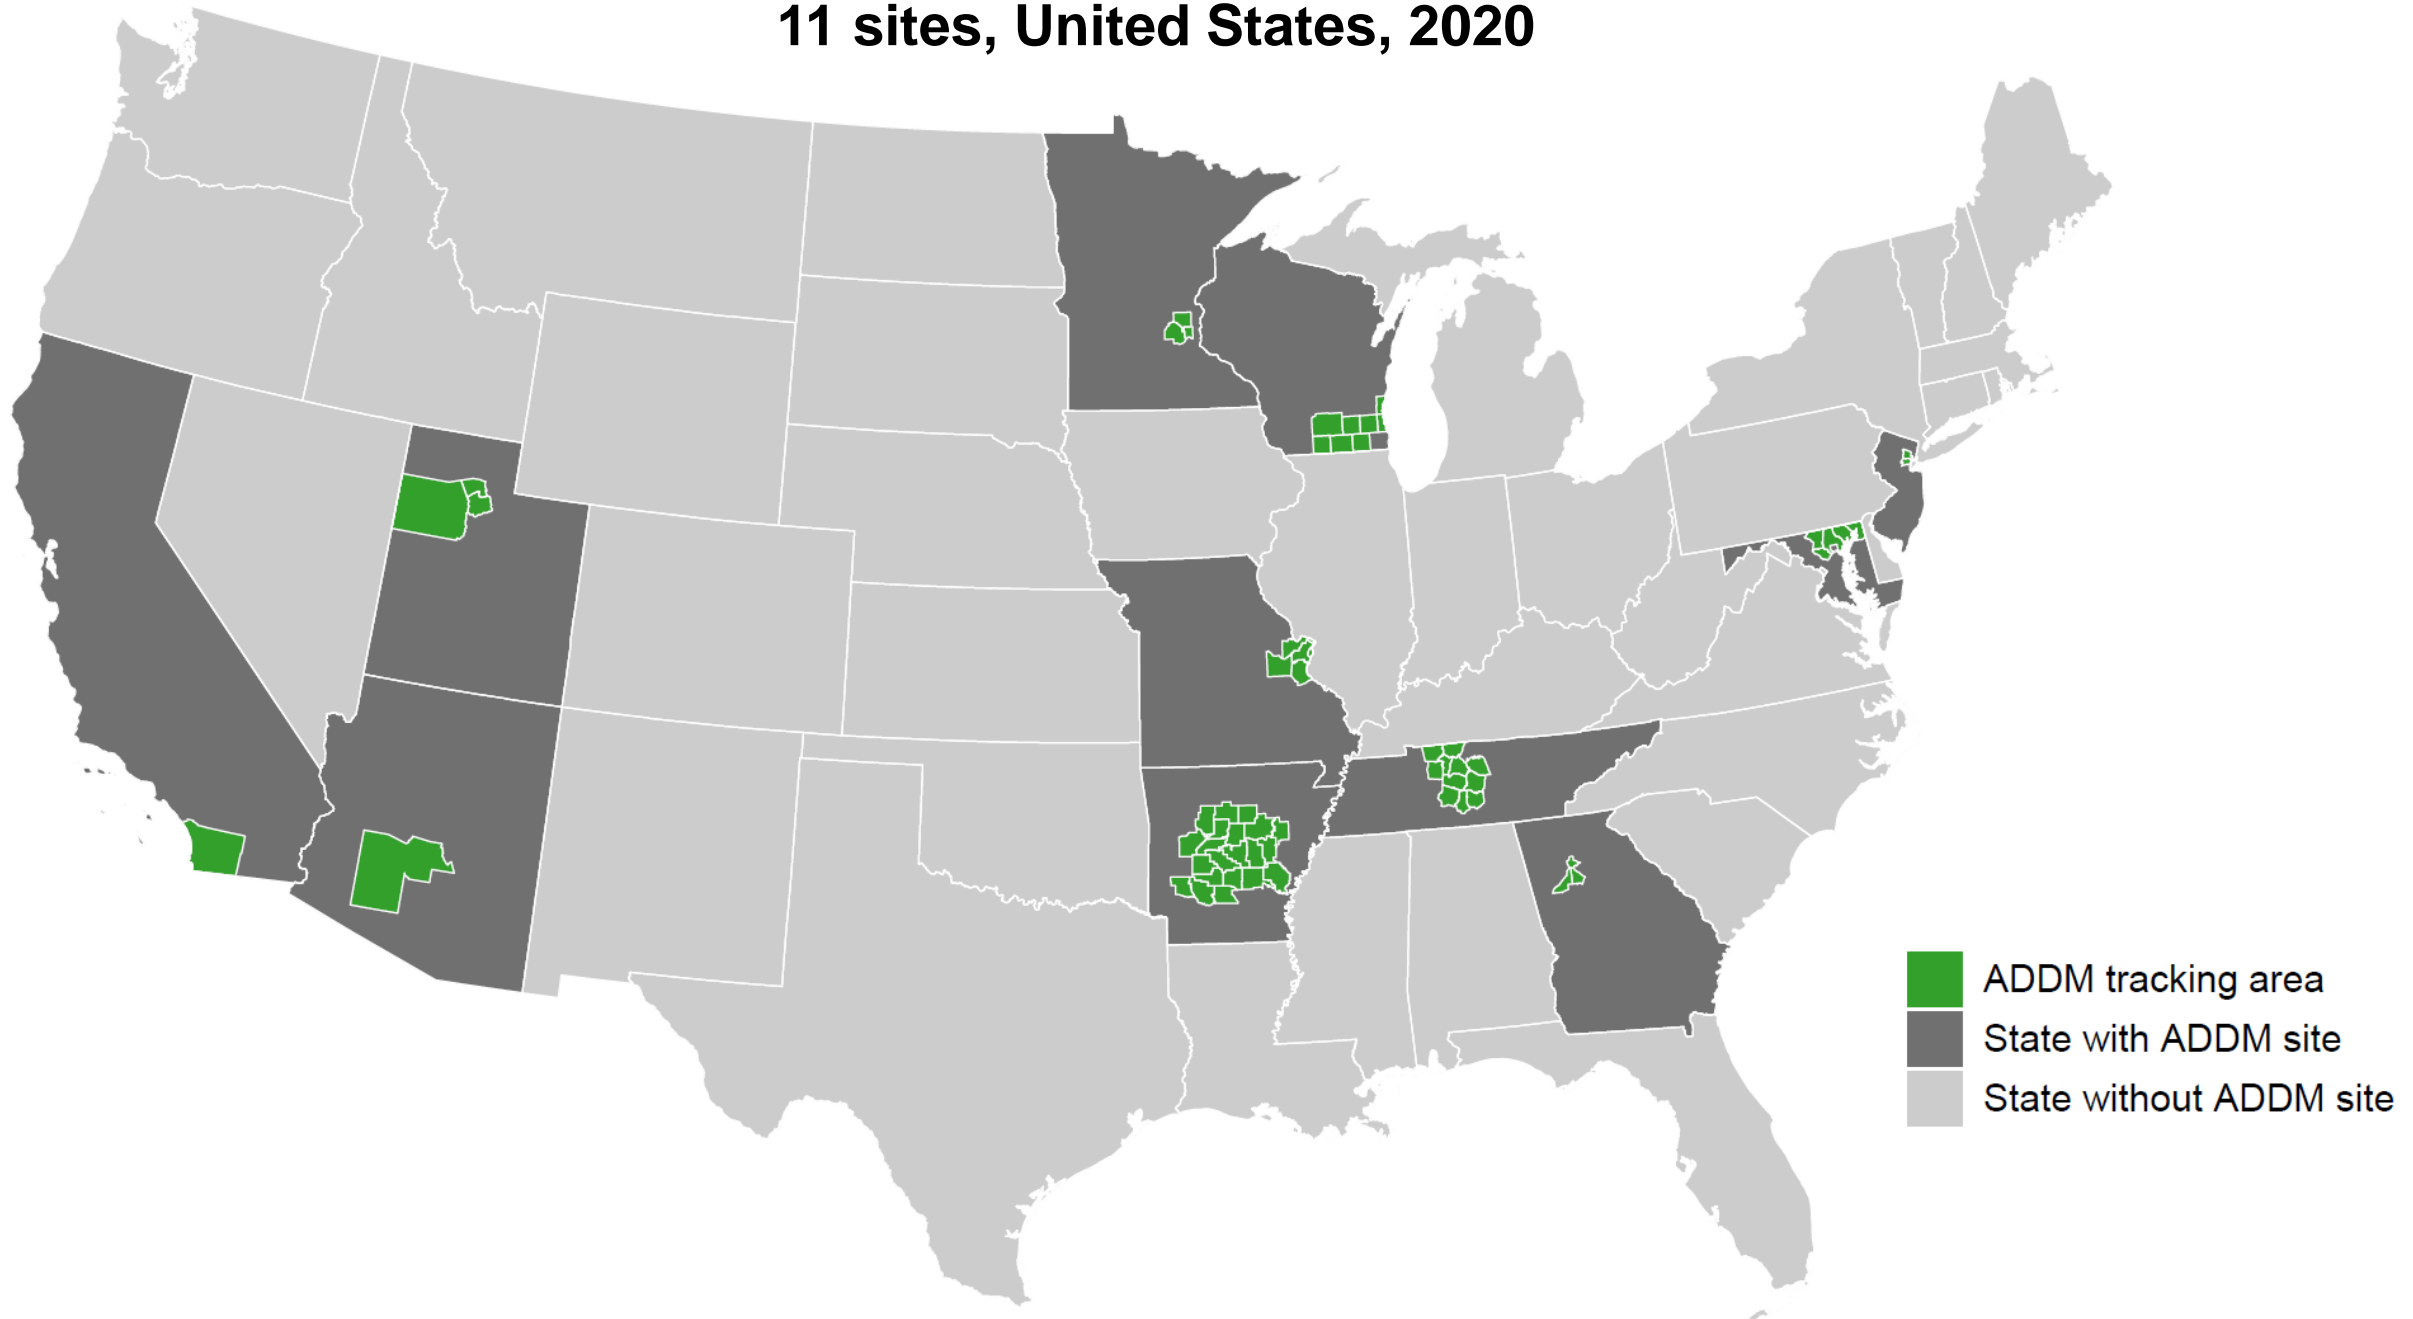 11 sites, United States, 2020
ADDM tracking area
State with ADDM site
State without ADDM site